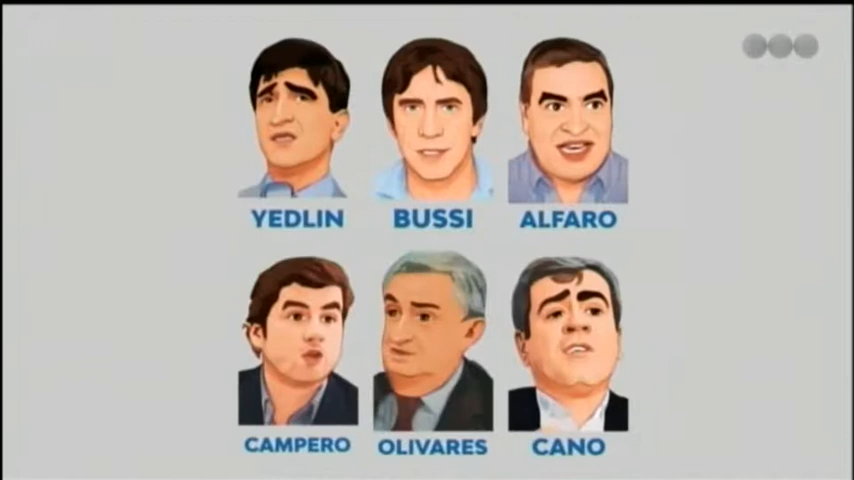 YEDLIN
BUSSI
ALFARO
CAMPERO
OLIVARES
CANO